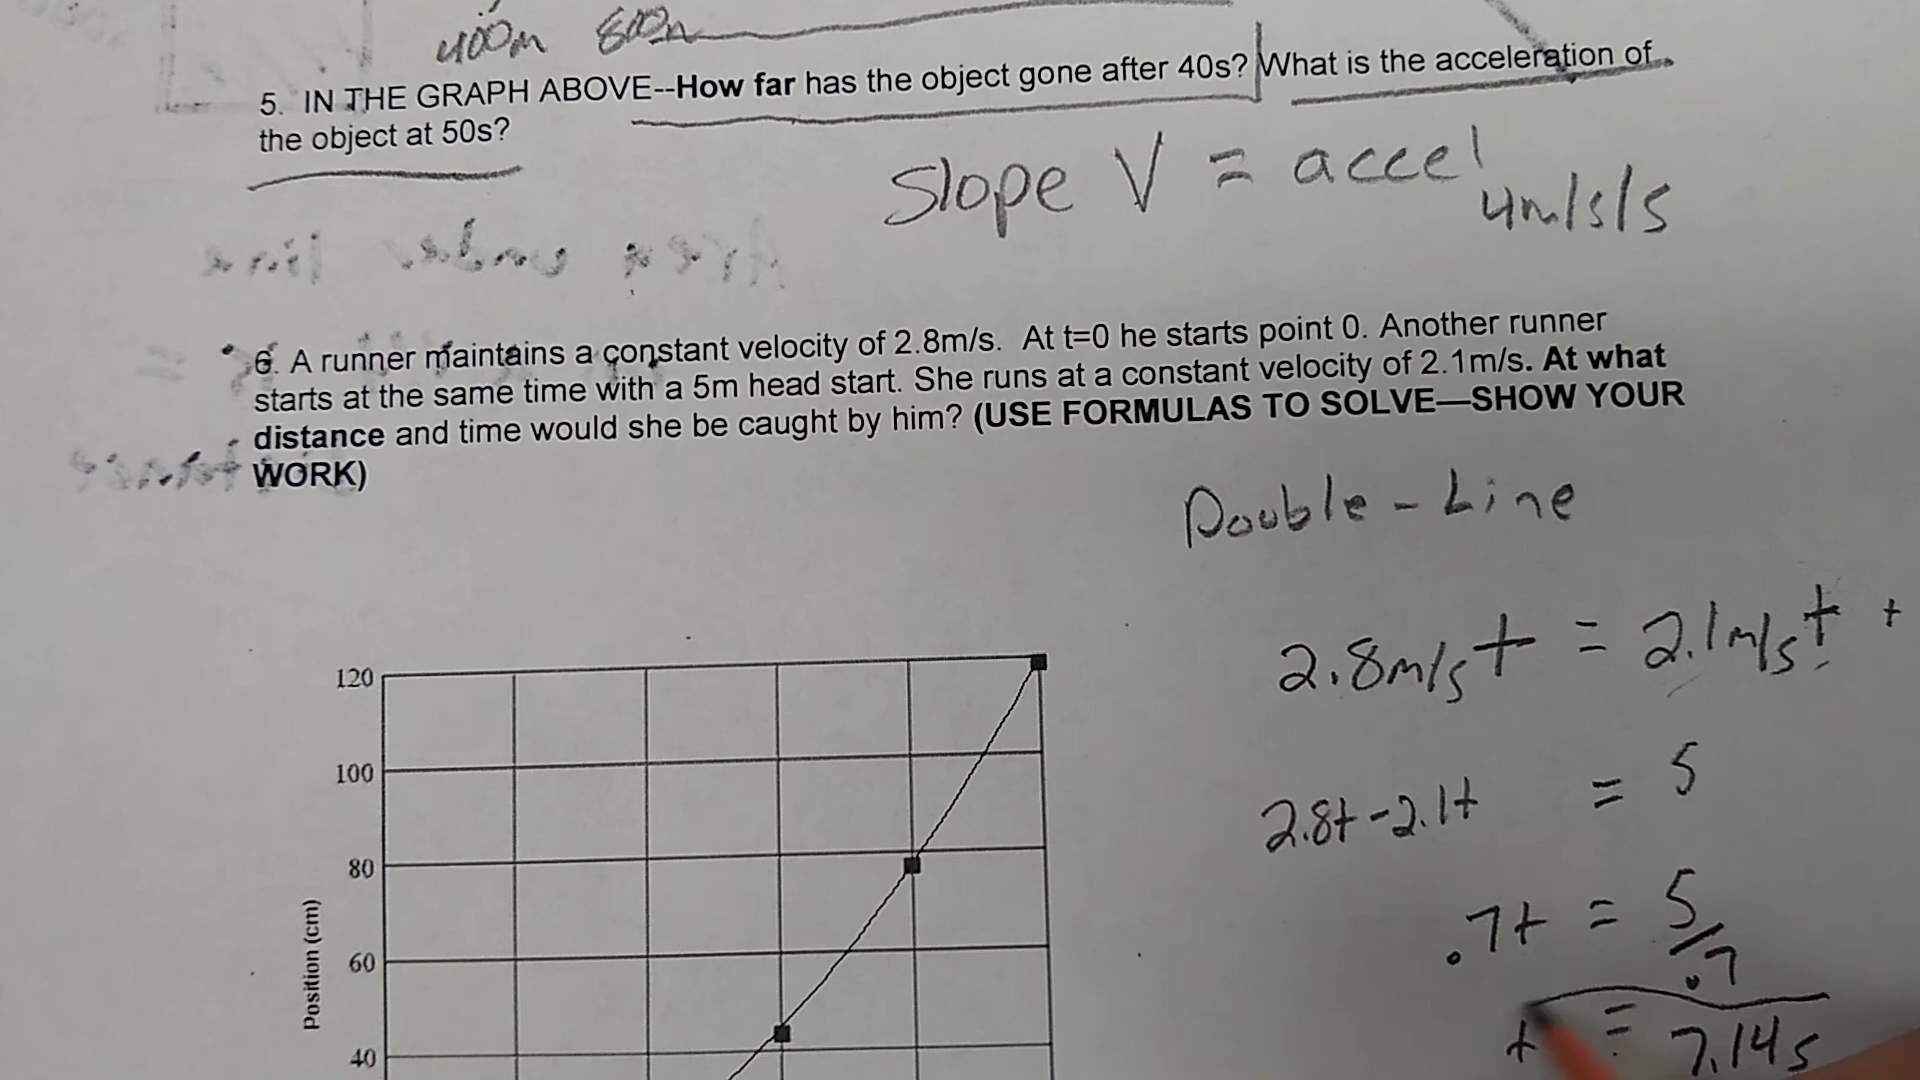 400m 800m
5. IN THE GRAPH ABOVE--How far has the object gone after 40s? What is the acceleration of
the object at 50s?
Slope V = accel
4m/s/s
6. A runner maintains a constant velocity of 2.8m/s. At t=0 he starts point 0. Another runner
starts at the same time with a 5m head start. She runs at a constant velocity of 2.1m/s. At what
distance and time would she be caught by him? (USE FORMULAS TO SOLVE—SHOW YOUR
WORK)
Double-Line
2.8m/s t = 2.1m/s t +
2.8t-2.1t = 5
.7t = 5/.7
t = 7.14s
120
100
80
60
40
Position (cm)